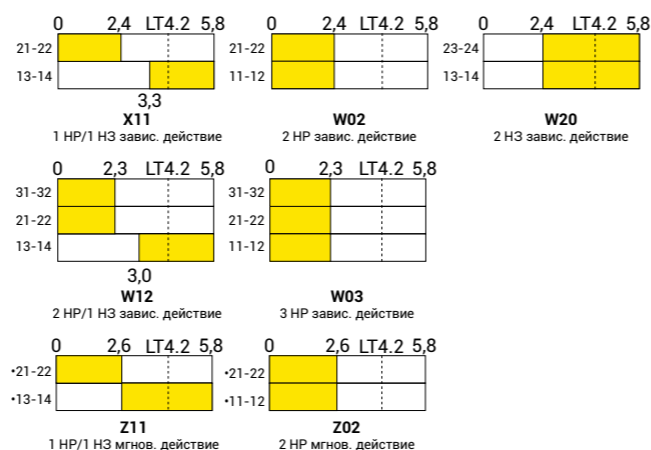 0 2,4 LT4.2 5,8
21-22
13-14
3,3
X11
1 НР/1 НЗ завис. действие
0 2,4 LT4.2 5,8
21-22
11-12
W02
2 НР завис. действие
0 2,4 LT4.2 5,8
23-24
13-14
W20
2 НЗ завис. действие
0 2,3 LT4.2 5,8
31-32
21-22
13-14
3,0
W12
2 НР/1 НЗ завис. действие
0 2,3 LT4.2 5,8
31-32
21-22
11-12
W03
3 НР завис. действие
0 2,6 LT4.2 5,8
•21-22
•13-14
Z11
1 НР/1 НЗ мгнов. действие
0 2,6 LT4.2 5,8
•21-22
•11-12
Z02
2 НР мгнов. действие